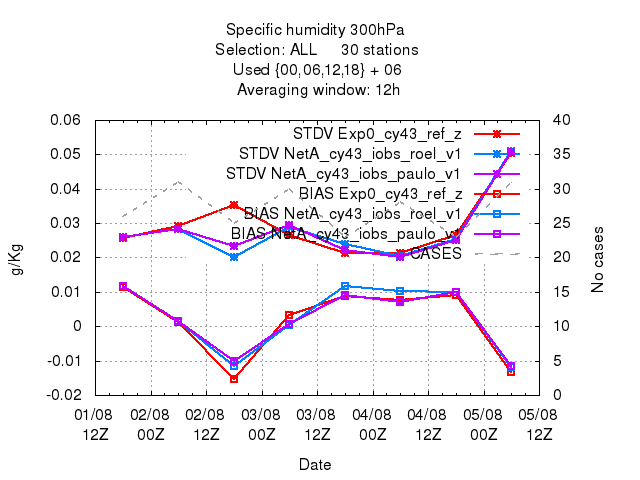 Specific humidity 300hPa
Selection: ALL 30 stations
Used {00,06,12,18} + 06
Averaging window: 12h
0.06 40
STDV Exp0_cy43_ref_z
0.05 STDV NetA_cy43_iobs_roel_v1 35
STDV NetA_cy43_iobs_paulo_v1
0.04 BIAS Exp0_cy43_ref_z 30
BIAS NetA_cy43_iobs_roel_v1
0.03 25
BIAS NetA_cy43_iobs_paulo_v1
0.02 CASES 20
g/Kg
No cases
0.01 15
0 10
-0.01 5
-0.02 0
01/08 02/08 02/08 03/08 03/08 04/08 04/08 05/08 05/08
12Z 00Z 12Z 00Z 12Z 00Z 12Z 00Z 12Z
Date